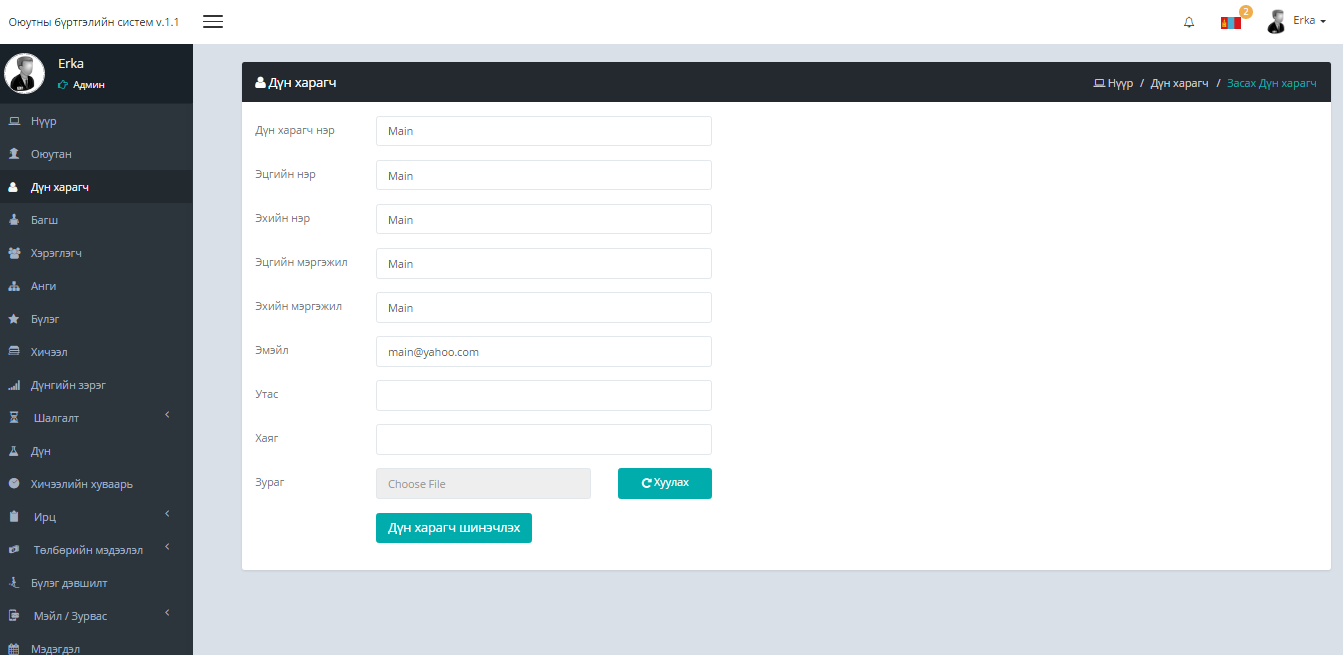 Оюутны бүртгэлийн систем v.1.1
2
Erka
Erka
Админ
Нүүр
Оюутан
Дүн харагч
Багш
Хэрэглэгч
Анги
Бүлэг
Хичээл
Дүнгийн зэрэг
Шалгалт
Дүн
Хичээлийн хуваарь
Ирц
Төлбөрийн мэдээлэл
Бүлэг дэвшилт
Мэйл / Зурвас
Мэдэгдэл
Дүн харагч
Нүүр / Дүн харагч / Засах Дүн харагч
Дүн харагч нэр Main
Эцгийн нэр Main
Эхийн нэр Main
Эцгийн мэргэжил Main
Эхийн мэргэжил Main
Эмэйл main@yahoo.com
Утас
Хаяг
Зураг Choose File Хуулах
Дүн харагч шинэчлэх